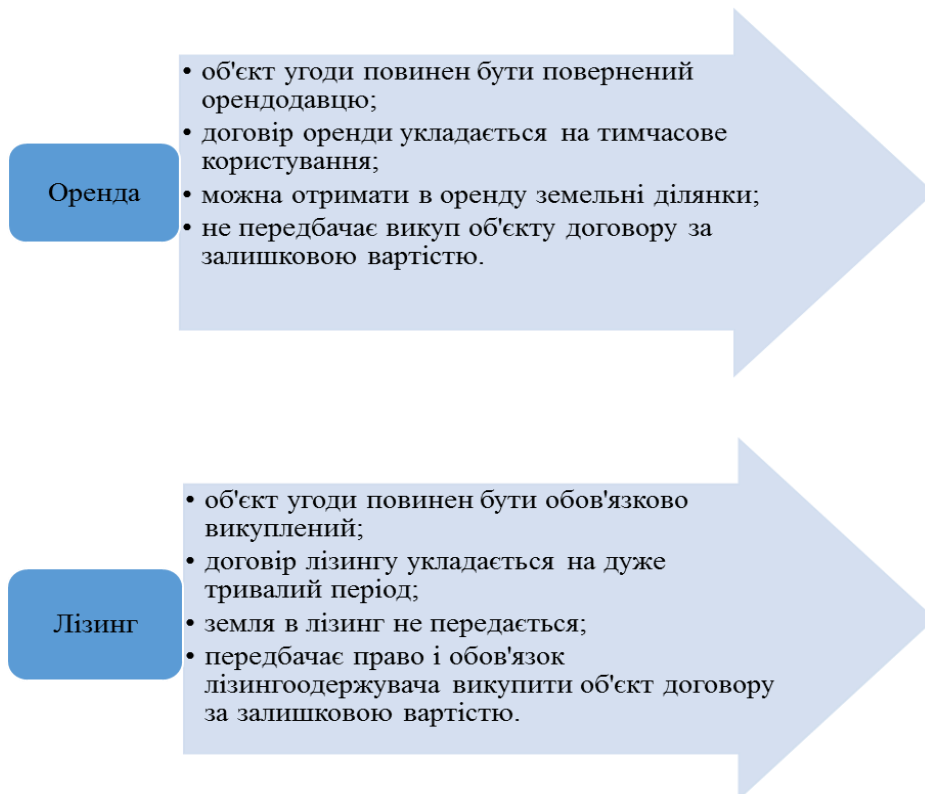 Оренда
• об'єкт угоди повинен бути повернений
орендодавцю;
• договір оренди укладається на тимчасове
користування;
• можна отримати в оренду земельні ділянки;
• не передбачає викуп об'єкту договору за
залишковою вартістю.
Лізинг
• об'єкт угоди повинен бути обов'язково
викуплений;
• договір лізингу укладається на дуже
тривалий період;
• земля в лізинг не передається;
• передбачає право і обов'язок
лізингоодержувача викупити об'єкт договору
за залишковою вартістю.